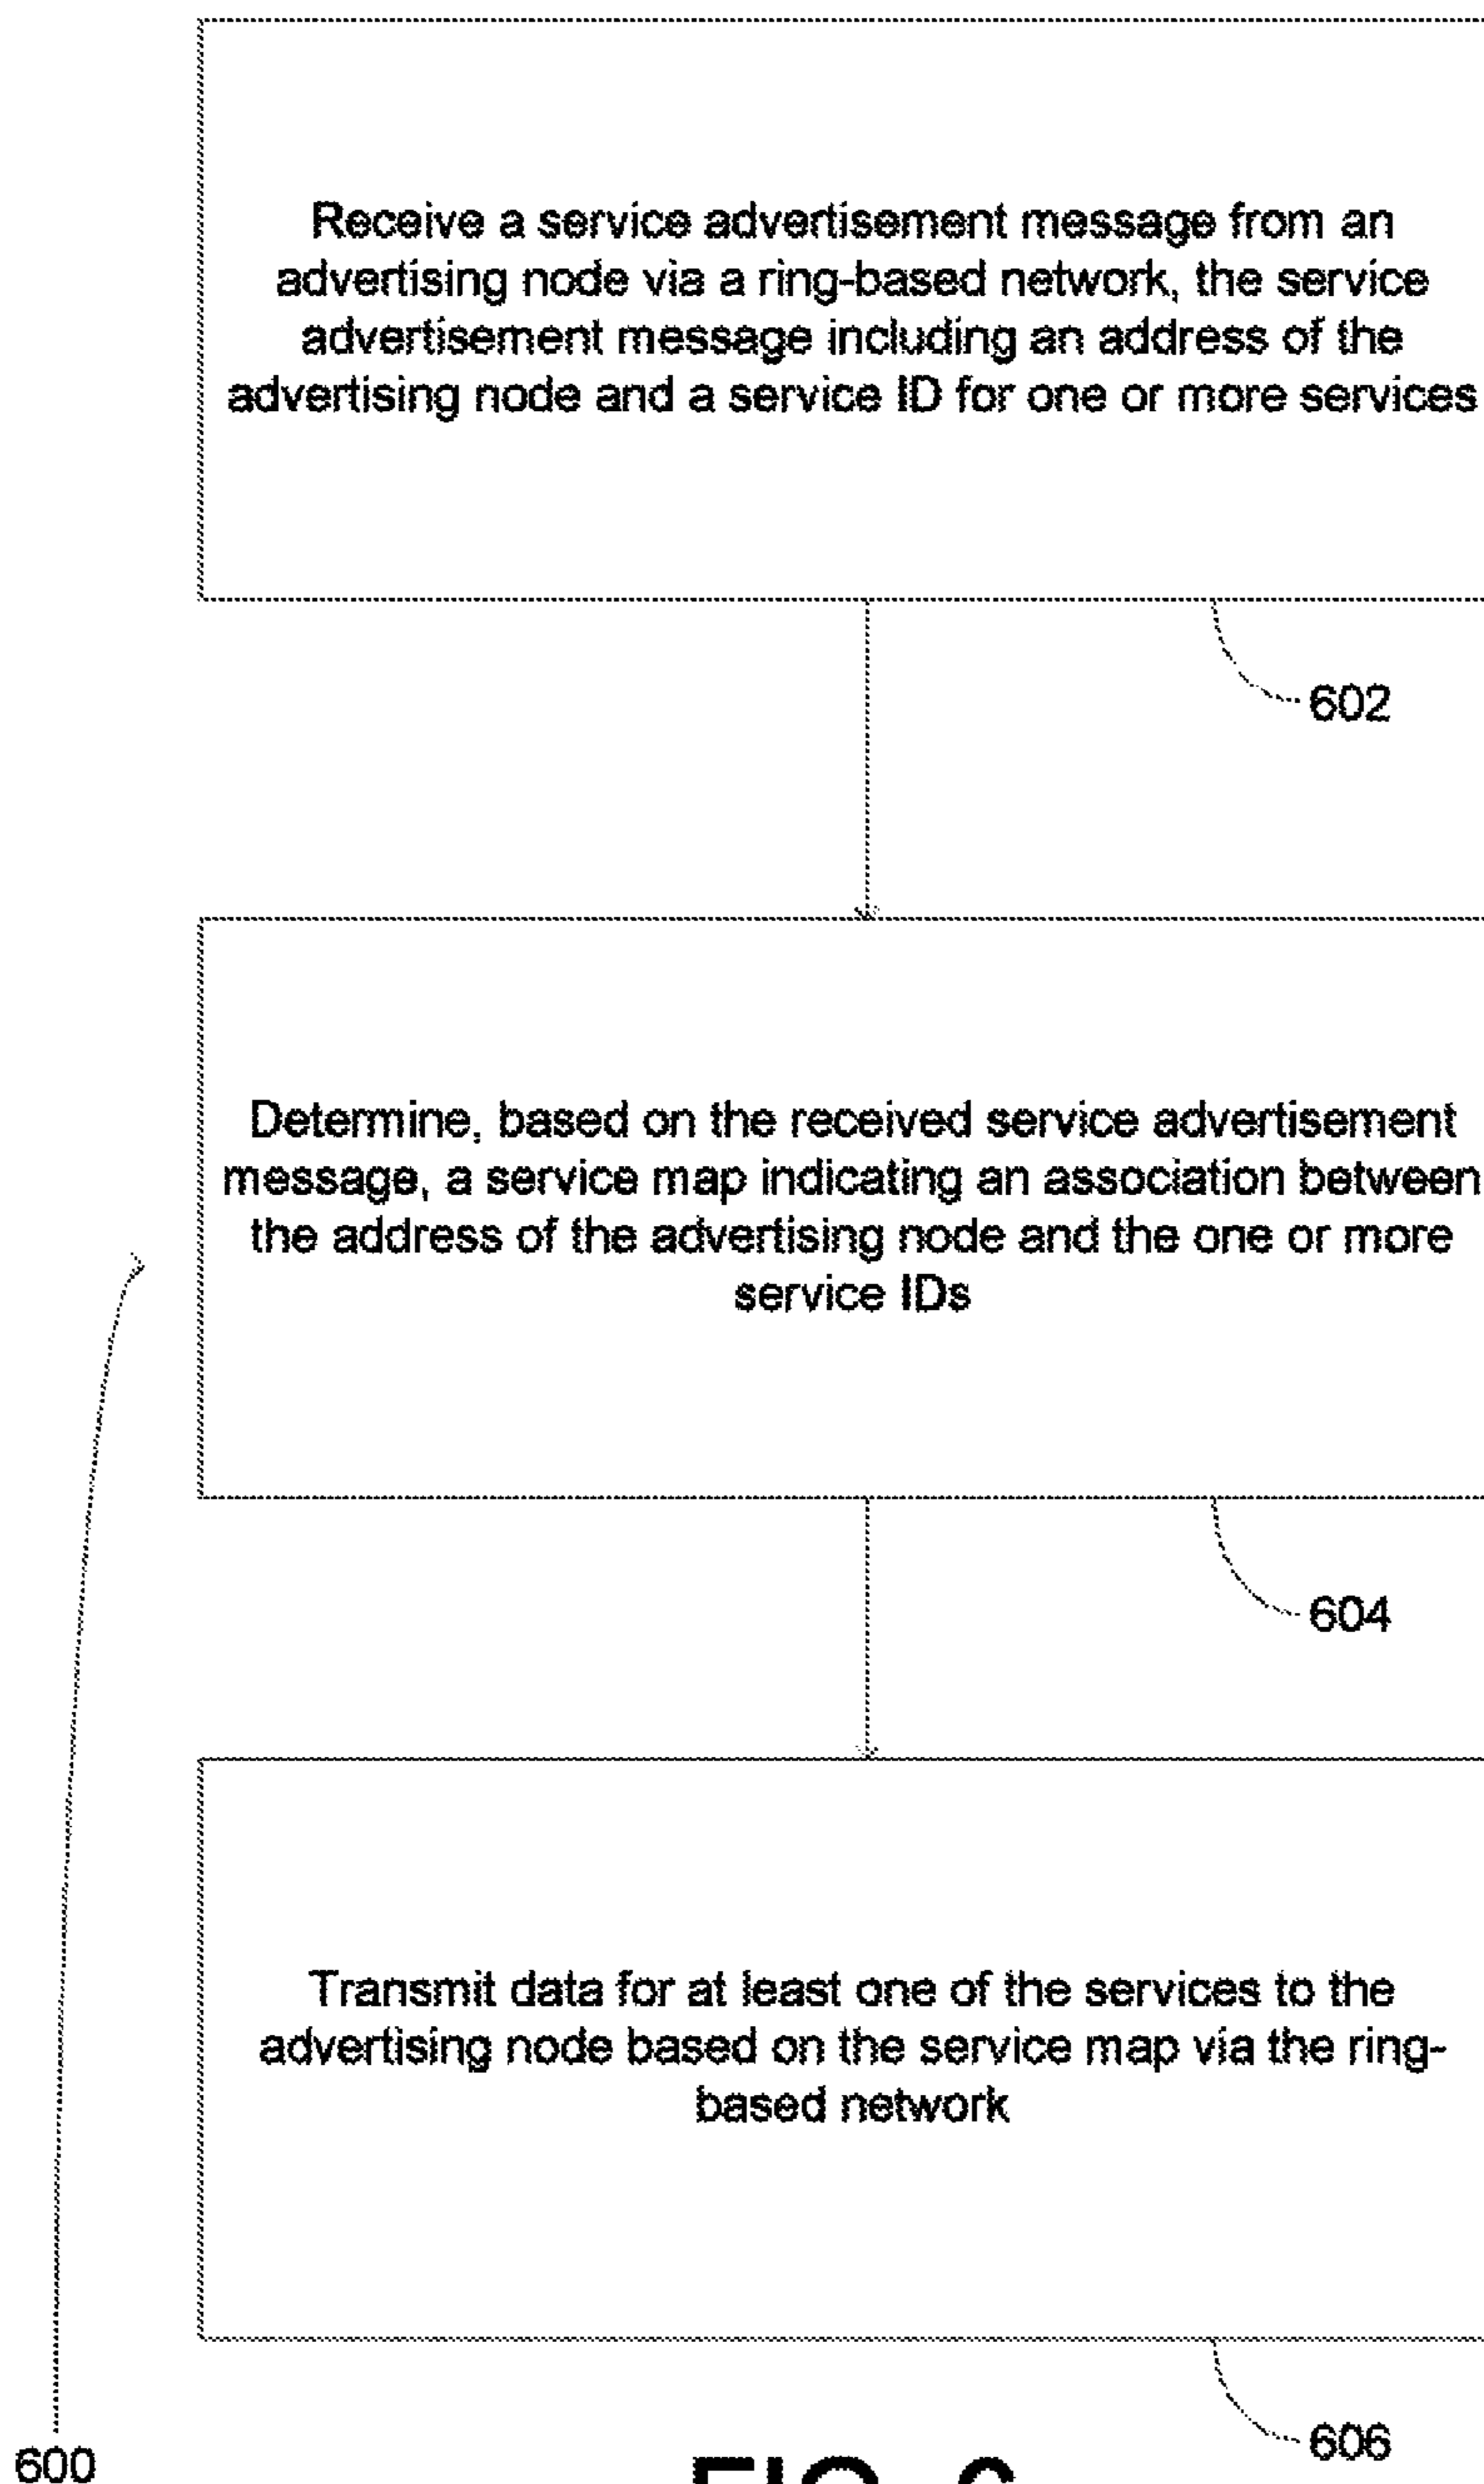 Receive a service advertisement message from an
advertising node via a ring-based network, the service
advertisement message including an address of the
advertising node and a service ID for one or more services
602
Determine, based on the received service advertisement
message, a service map indicating an association between
the address of the advertising node and the one or more
service IDs
604
Transmit data for at least one of the services to the
advertising node based on the service map via the ring-
based network
606
600
FIG. 6